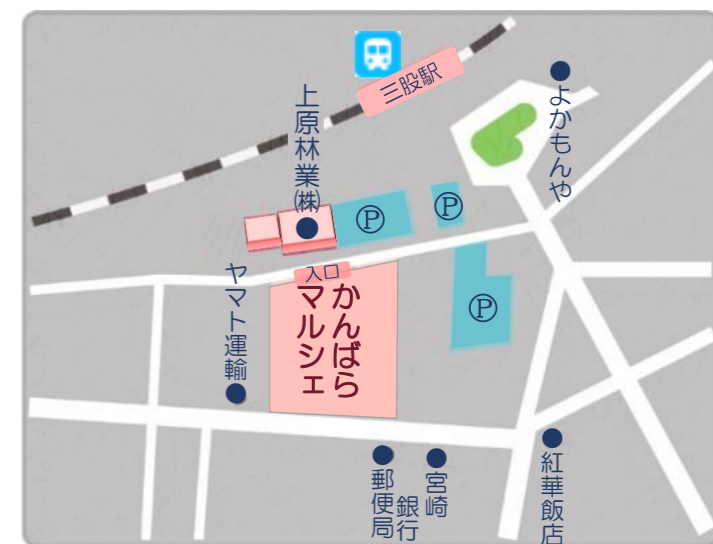 三股駅
よかもんや
上原林業㈱
Ⓟ
Ⓟ
入口
かんばら
マルシェ
Ⓟ
ヤマト運輸
郵便局
宮崎
銀行
紅華飯店